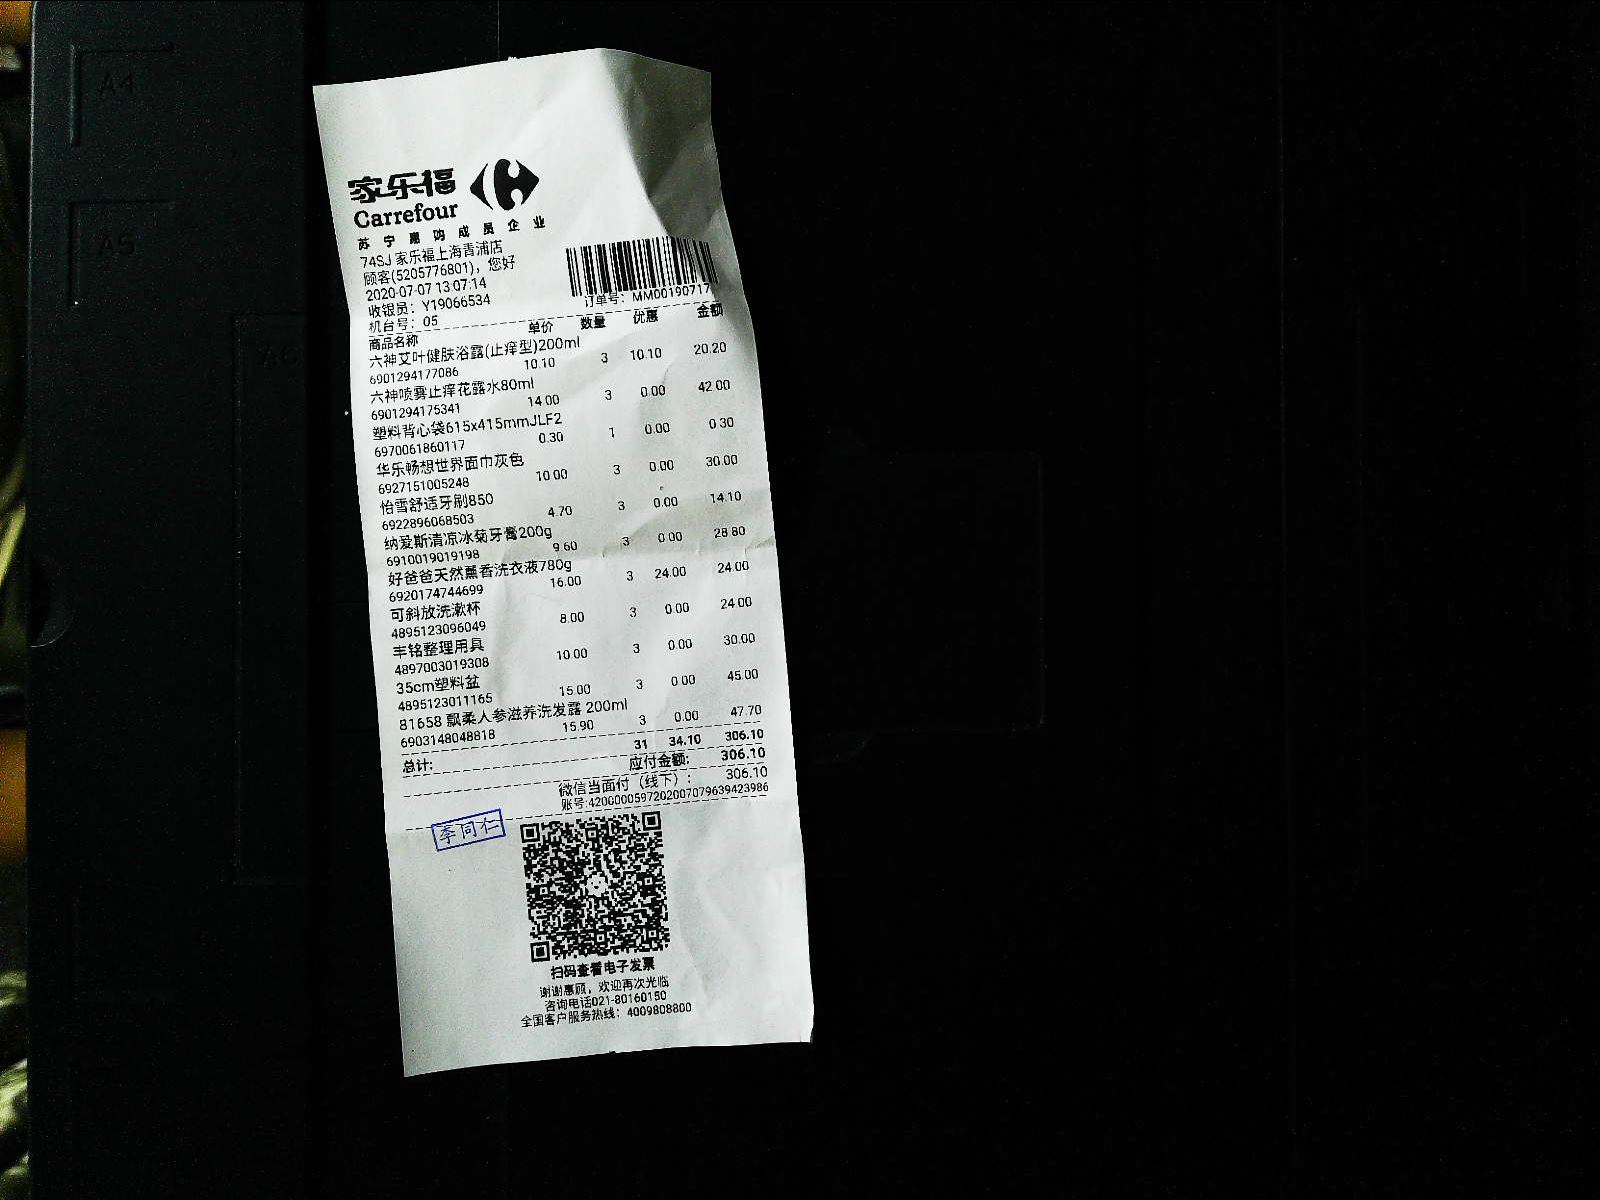 A4
A5
A6
家乐福
Carrefour
苏宁易购成员企业
74SJ 家乐福上海青浦店
顾客(5205776801)，您好
2020-07-07 13:07:14
收银员：Y19066534
订单号：MM00190717
机台号：05
商品名称 单价 数量 优惠 金额
六神艾叶健肤浴露(止痒型)200ml
6901294177086 10.10 3 10.10 20.20
六神喷雾止痒花露水80ml
6901294175341 14.00 3 0.00 42.00
塑料背心袋615x415mmJLF2
6970061860117 0.30 1 0.00 0.30
华乐畅想世界面巾灰色
6927151005248 10.00 3 0.00 30.00
怡雪舒适牙刷850
6922896068503 4.70 3 0.00 14.10
纳爱斯清凉冰菊牙膏200g
6910019019198 9.60 3 0.00 28.80
好爸爸天然薰香洗衣液780g
6920174744699 16.00 3 24.00 24.00
可斜放洗漱杯
4895123096049 8.00 3 0.00 24.00
丰铭整理用具
4897003019308 10.00 3 0.00 30.00
35cm塑料盆
4895123011165 15.00 3 0.00 45.00
81658 飘柔人参滋养洗发露 200ml
6903148048818 15.90 3 0.00 47.70
总计: 31 34.10 306.10
应付金额: 306.10
微信当面付（线下）: 306.10
账号:4200000597202007079639423986
李同仁
扫码查看电子发票
谢谢惠顾，欢迎再次光临
咨询电话021-80160150
全国客户服务热线：4009808800